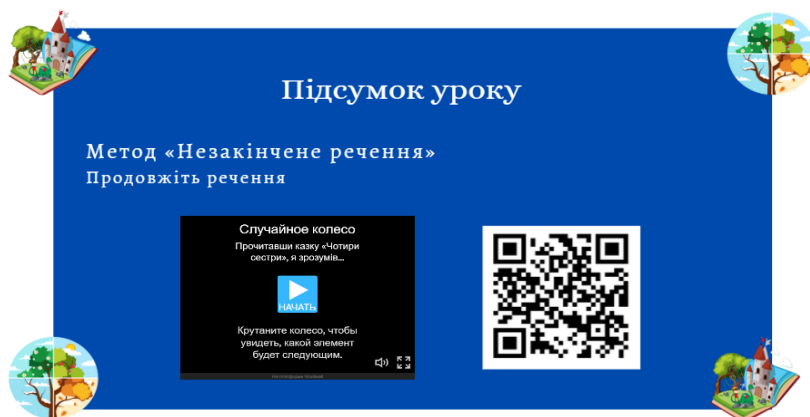 Підсумок уроку
Метод «Незакінчене речення»
Продовжіть речення
Случайное колесо
Прочитавши казку «Чотири
сестри», я зрозумів...
НАЧАТЬ
Крутаните колесо, чтобы
увидеть, какой элемент
будет следующим.